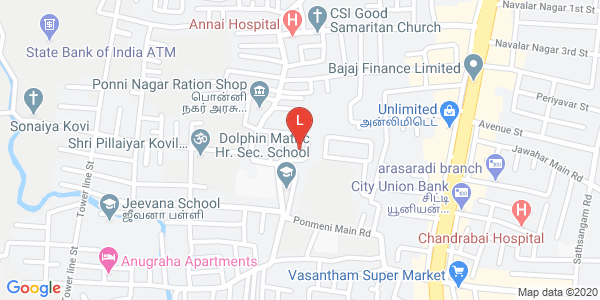 Navalar Nagar 1st St
CSI Good
Samaritan Church
Annai Hospital
State Bank of
India ATM
Navalar Nagar 3rd St
Bajaj Finance Limited
Ponni Nagar Ration Shop
பொன்னி
நகர் அரசு...
Periyavar St
Unlimited
அன்லிமிடெட்
Sonaiya Kovi
L
Avenue St
Shri Pillaiyar Kovil...
Dolphin Matric
Hr. Sec. School
Jawahar Main Rd
arasaradi branch
City Union Bank
சிட்டி
யூனியன்...
Tower line St
Jeevana School
ஜீவனா பள்ளி
Ponmeni Main Rd
Chandrabai Hospital
Sathsangam Rd
Anugraha Apartments
Tower line St
Vasantham Super Market
Google
Map data ©2020